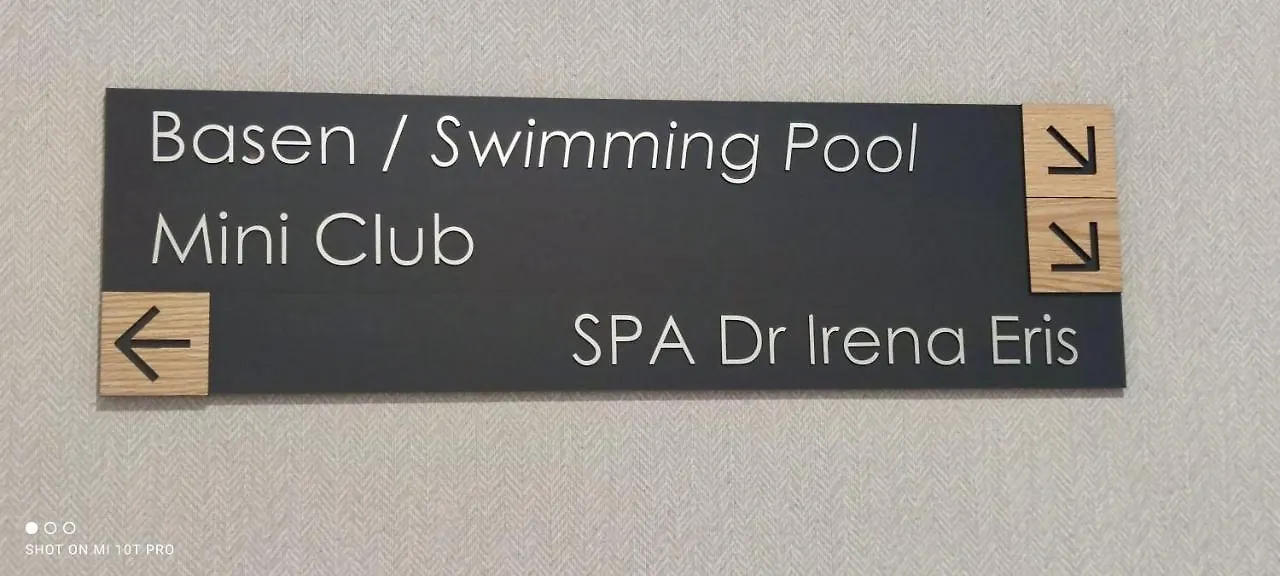 Basen / Swimming Pool
Mini Club
SPA Dr Irena Eris
SHOT ON MI 10T PRO